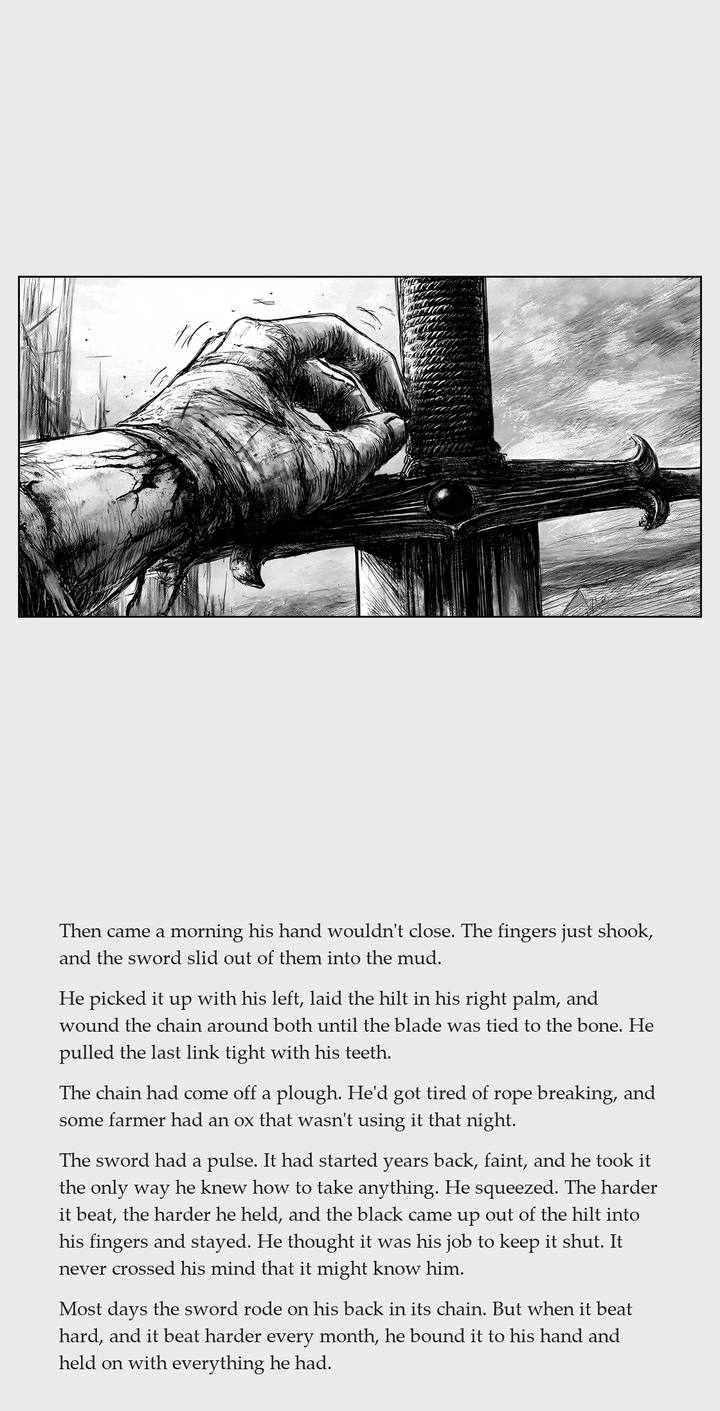 Then came a morning his hand wouldn't close. The fingers just shook,
and the sword slid out of them into the mud.
He picked it up with his left, laid the hilt in his right palm, and
wound the chain around both until the blade was tied to the bone. He
pulled the last link tight with his teeth.
The chain had come off a plough. He'd got tired of rope breaking, and
some farmer had an ox that wasn't using it that night.
The sword had a pulse. It had started years back, faint, and he took it
the only way he knew how to take anything. He squeezed. The harder
it beat, the harder he held, and the black came up out of the hilt into
his fingers and stayed. He thought it was his job to keep it shut. It
never crossed his mind that it might know him.
Most days the sword rode on his back in its chain. But when it beat
hard, and it beat harder every month, he bound it to his hand and
held on with everything he had.